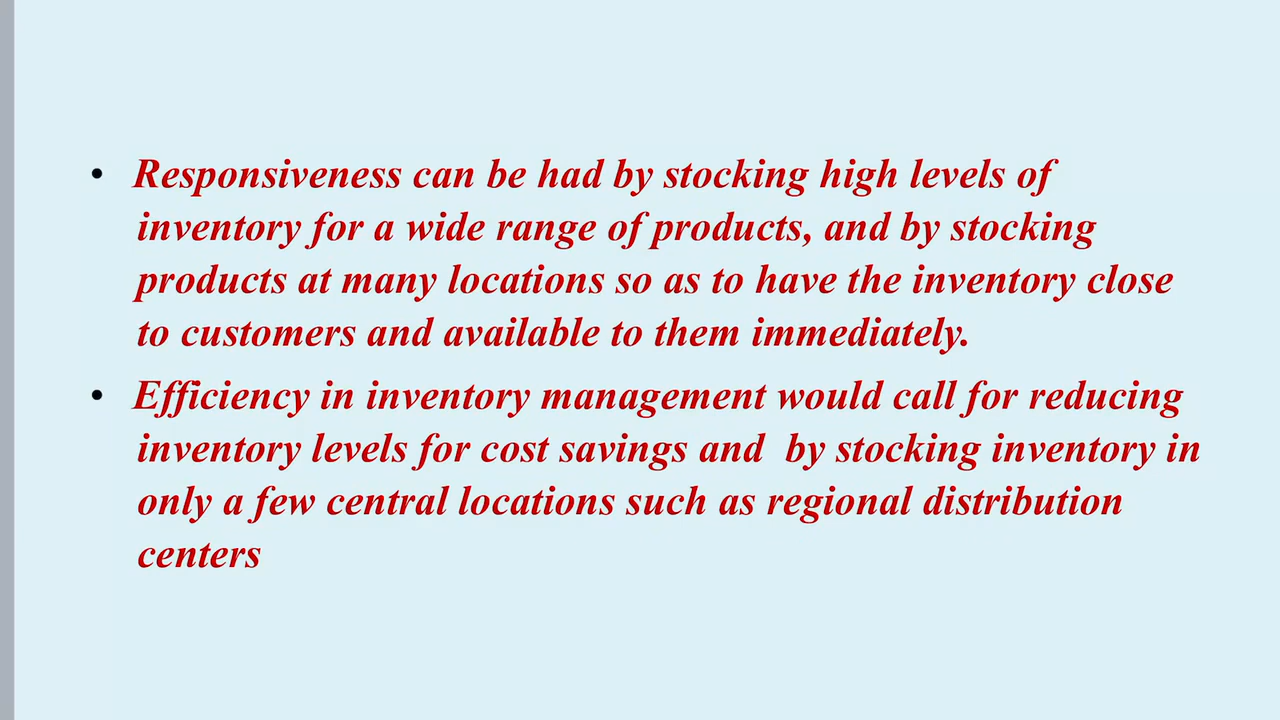 • Responsiveness can be had by stocking high levels of
inventory for a wide range of products, and by stocking
products at many locations so as to have the inventory close
to customers and available to them immediately.
• Efficiency in inventory management would call for reducing
inventory levels for cost savings and  by stocking inventory in
only a few central locations such as regional distribution
centers